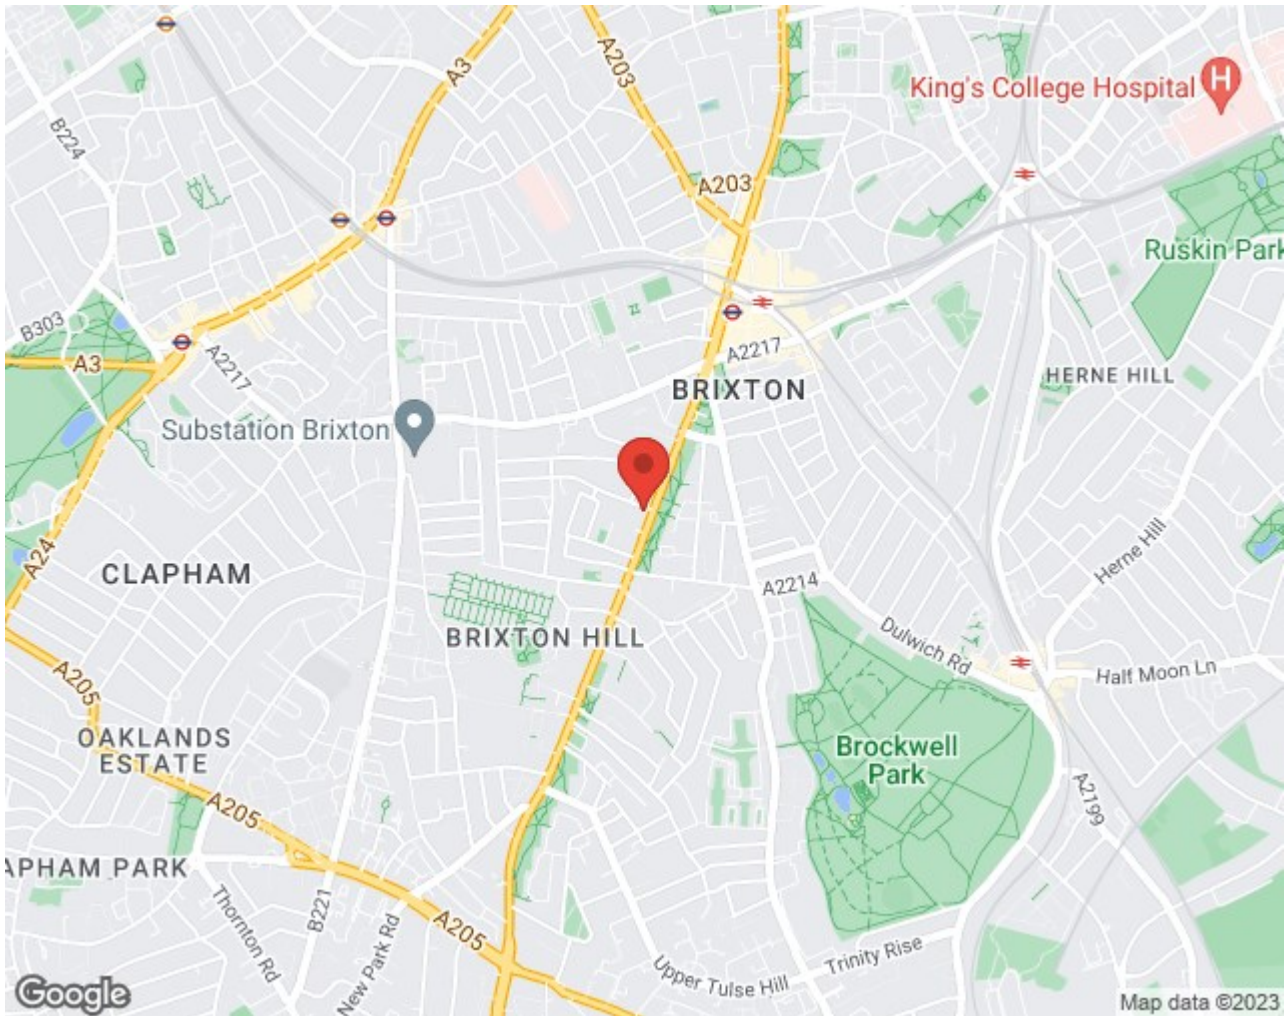 A3
A203
King's College Hospital
H
B224
A203
Ruskin Park
B303
A2217
A3
A2217
BRIXTON
HERNE HILL
Substation Brixton
A24
CLAPHAM
A2214
Herne Hill
BRIXTON HILL
Dulwich Rd
Half Moon Ln
A205
OAKLANDS
ESTATE
Brockwell
Park
A205
A2199
APHAM PARK
Thornton Rd
B221
New Park Rd
A205
Trinity Rise
Upper Tulse Hill
Google
Map data ©2023